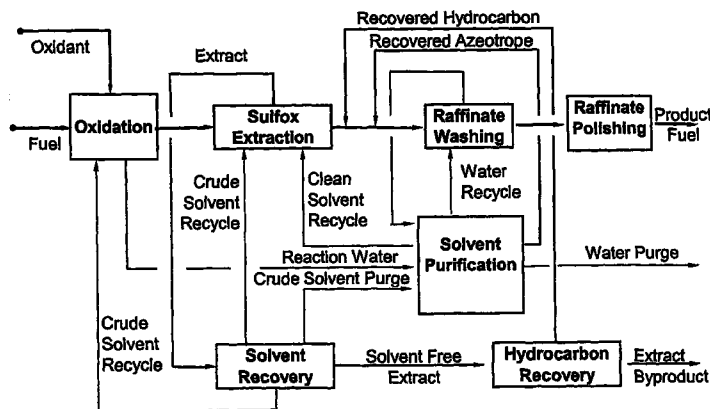 Recovered Hydrocarbon
Recovered Azeotrope
Oxidant
Extract
Oxidation
Fuel
Sulfox
Extraction
Raffinate
Washing
Raffinate
Polishing
Product
Fuel
Crude
Solvent
Recycle
Clean
Solvent
Recycle
Water
Recycle
Solvent
Purification
Reaction Water
Crude Solvent Purge
Water Purge
Crude
Solvent
Recycle
Solvent
Recovery
Solvent Free
Extract
Hydrocarbon
Recovery
Extract
Byproduct